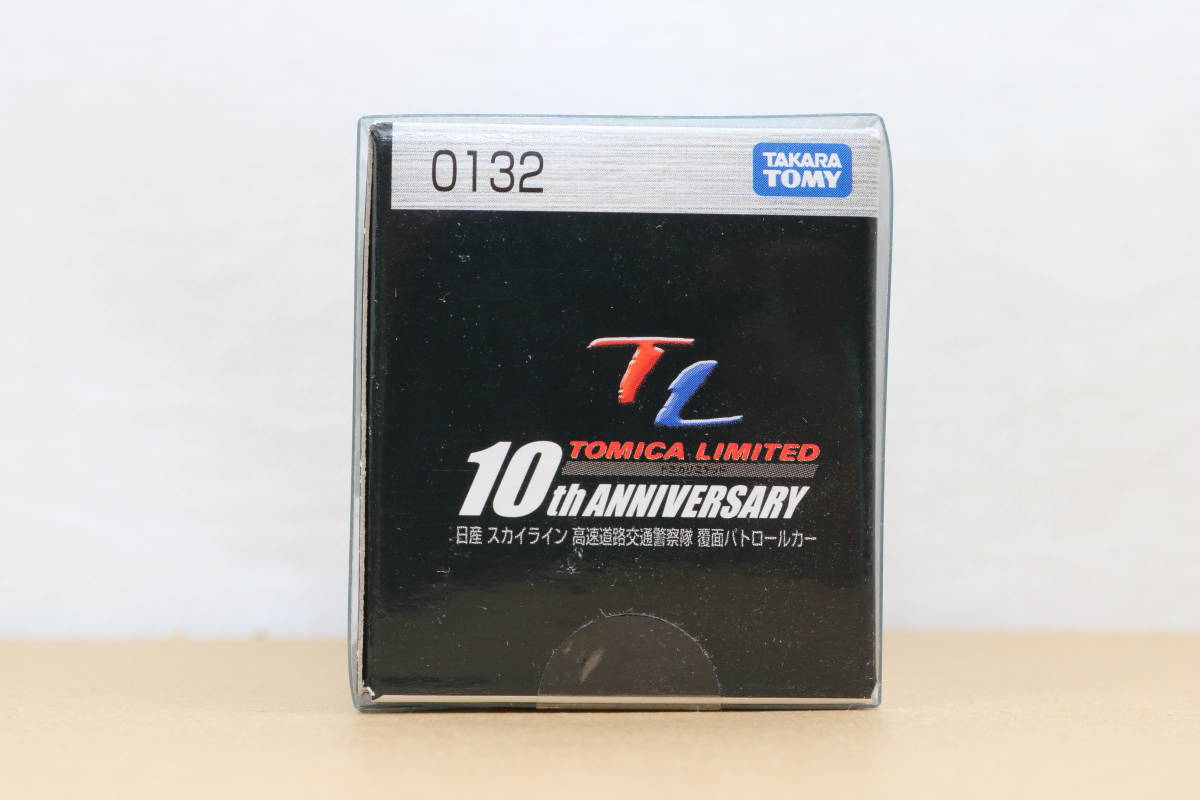 0132
TAKARA
TOMY
TL
TOMICA LIMITED
トミカリミテッド
10th ANNIVERSARY
日産 スカイライン 高速道路交通警察隊 覆面パトロールカー